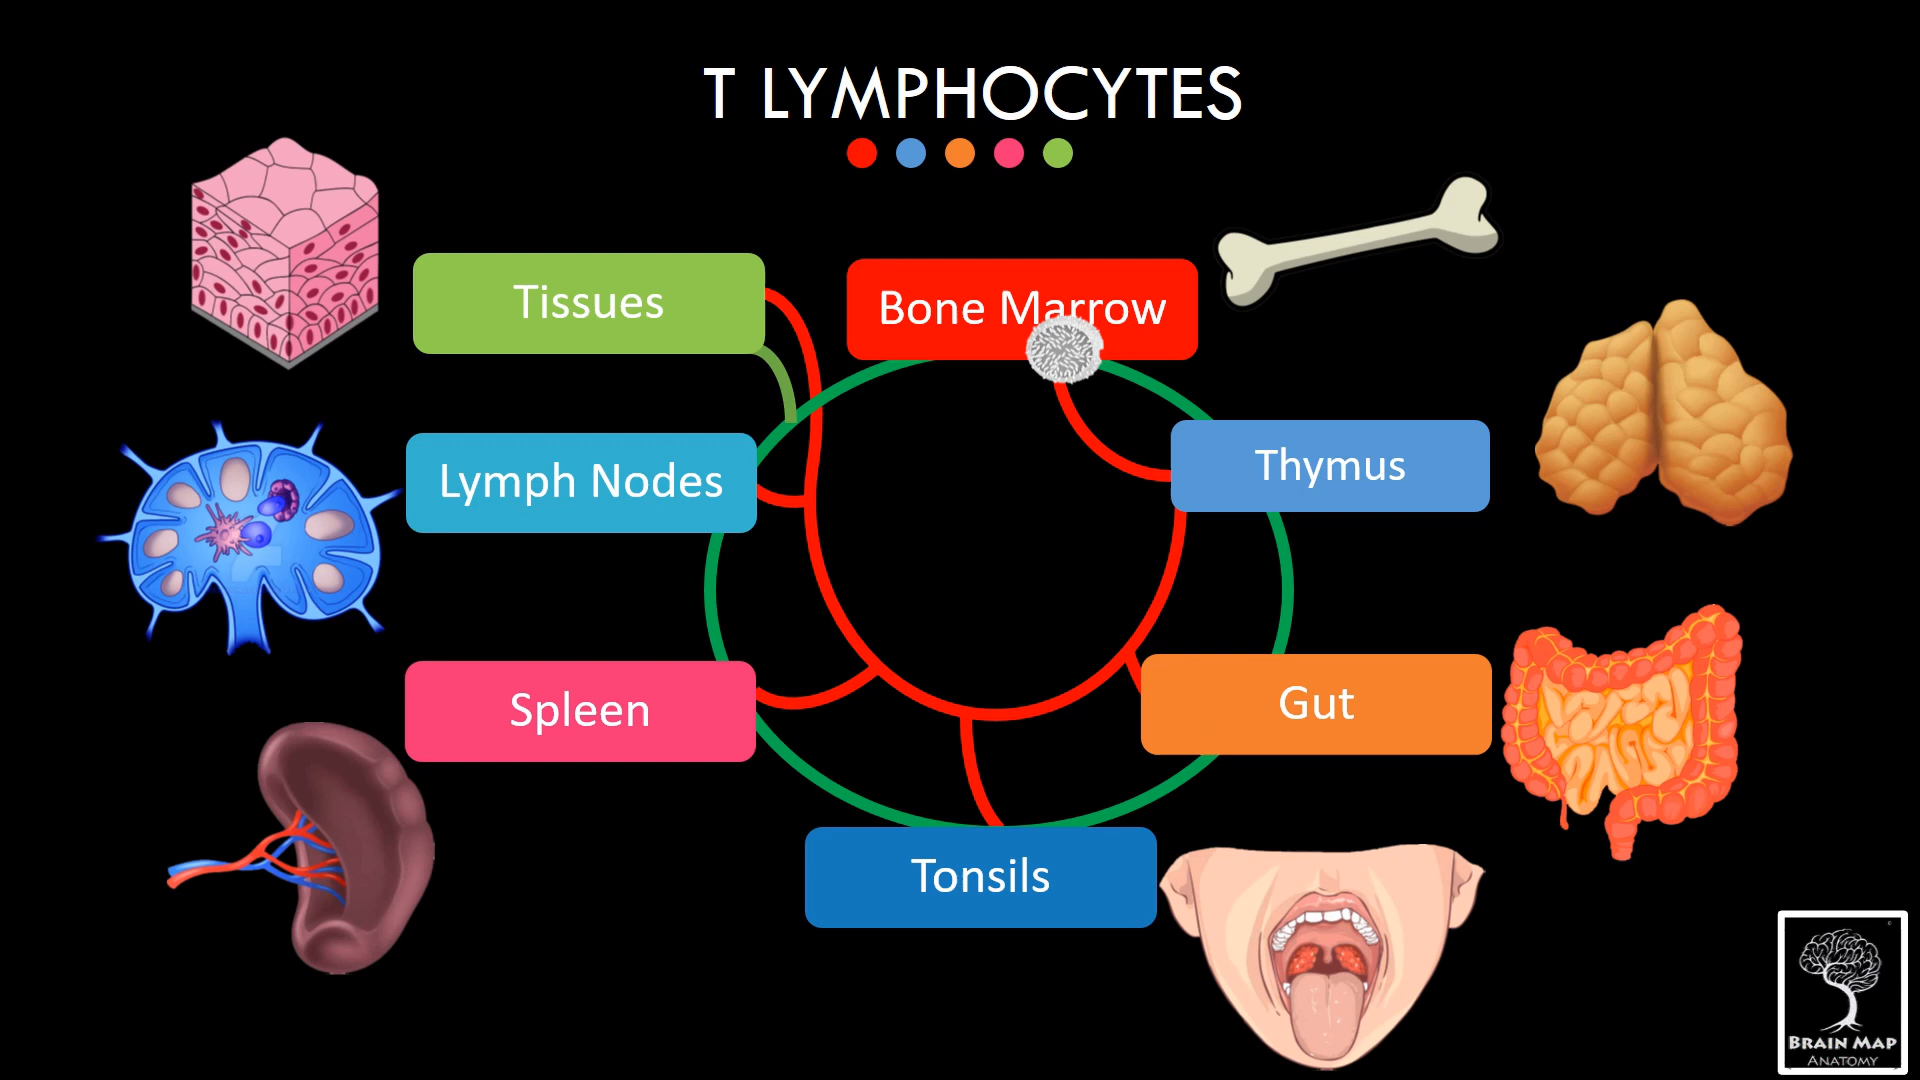 T LYMPHOCYTES
Tissues
Bone Marrow
Lymph Nodes
Thymus
Spleen
Gut
Tonsils
BRAIN MAP
ANATOMY